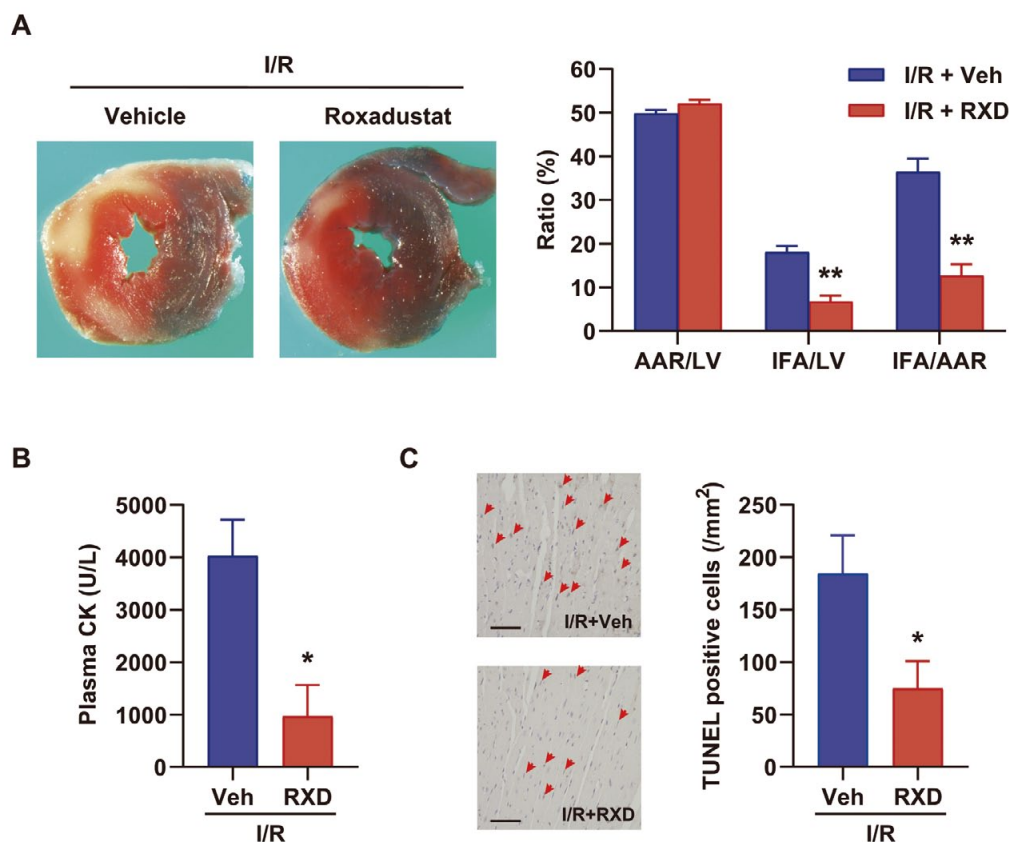 A
I/R
Vehicle
Roxadustat
I/R + Veh
I/R + RXD
Ratio (%)
60
50
40
30
20
10
0
**
**
AAR/LV
IFA/LV
IFA/AAR
B
Plasma CK (U/L)
5000
4000
3000
2000
1000
0
*
Veh
RXD
I/R
C
I/R+Veh
I/R+RXD
TUNEL positive cells (/mm²)
250
200
150
100
50
0
*
Veh
RXD
I/R